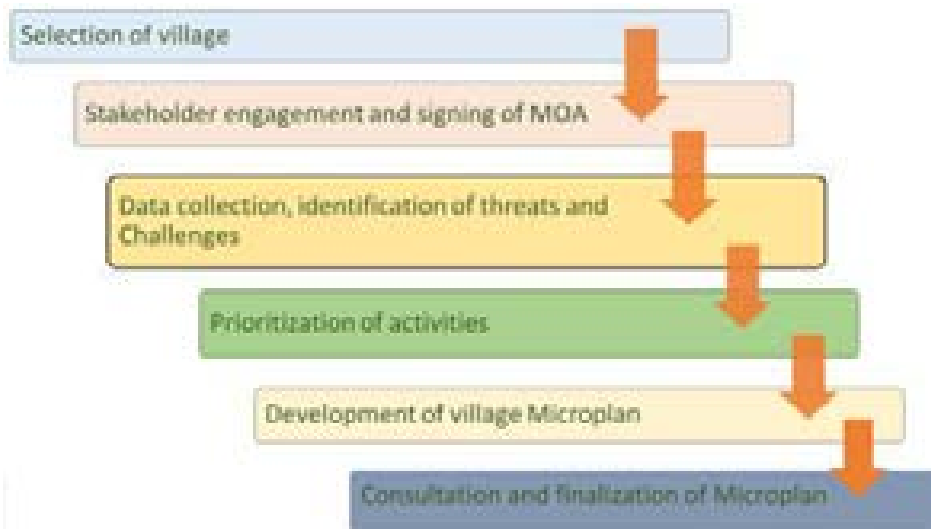 Selection of village
Stakeholder engagement and signing of MOA
Data collection, identification of threats and
Challenges
Prioritization of activities
Development of village Microplan
Consultation and finalization of Microplan